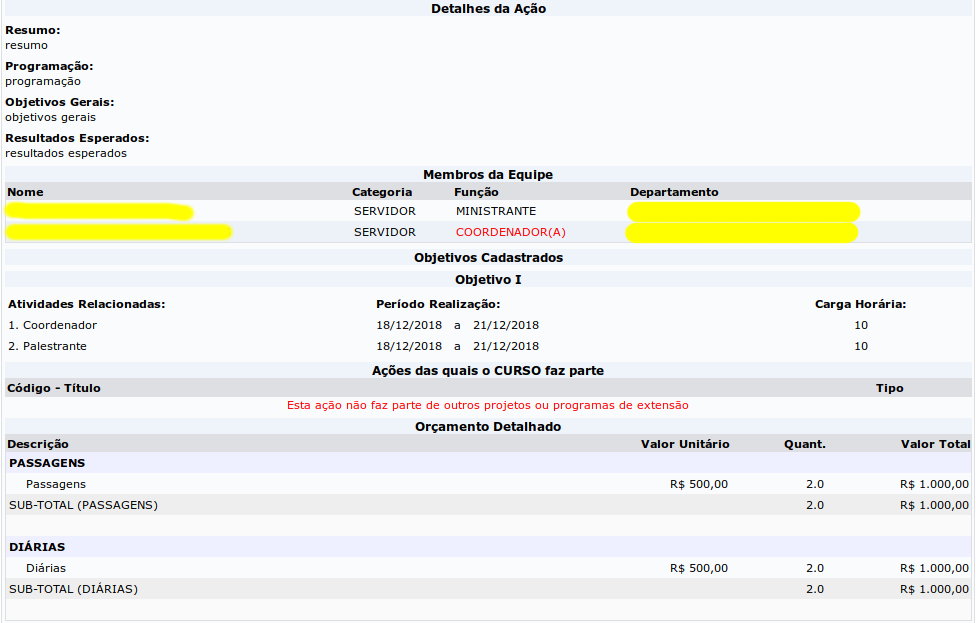 Detalhes da Ação
Resumo:
resumo
Programação:
programação
Objetivos Gerais:
objetivos gerais
Resultados Esperados:
resultados esperados
Membros da Equipe
Nome Categoria Função Departamento
SERVIDOR MINISTRANTE
SERVIDOR COORDENADOR(A)
Objetivos Cadastrados
Objetivo I
Atividades Relacionadas: Período Realização: Carga Horária:
1. Coordenador 18/12/2018 a 21/12/2018 10
2. Palestrante 18/12/2018 a 21/12/2018 10
Ações das quais o CURSO faz parte
Código - Título Tipo
Esta ação não faz parte de outros projetos ou programas de extensão
Orçamento Detalhado
Descrição Valor Unitário Quant. Valor Total
PASSAGENS
Passagens R$ 500,00 2.0 R$ 1.000,00
SUB-TOTAL (PASSAGENS) 2.0 R$ 1.000,00
DIÁRIAS
Diárias R$ 500,00 2.0 R$ 1.000,00
SUB-TOTAL (DIÁRIAS) 2.0 R$ 1.000,00